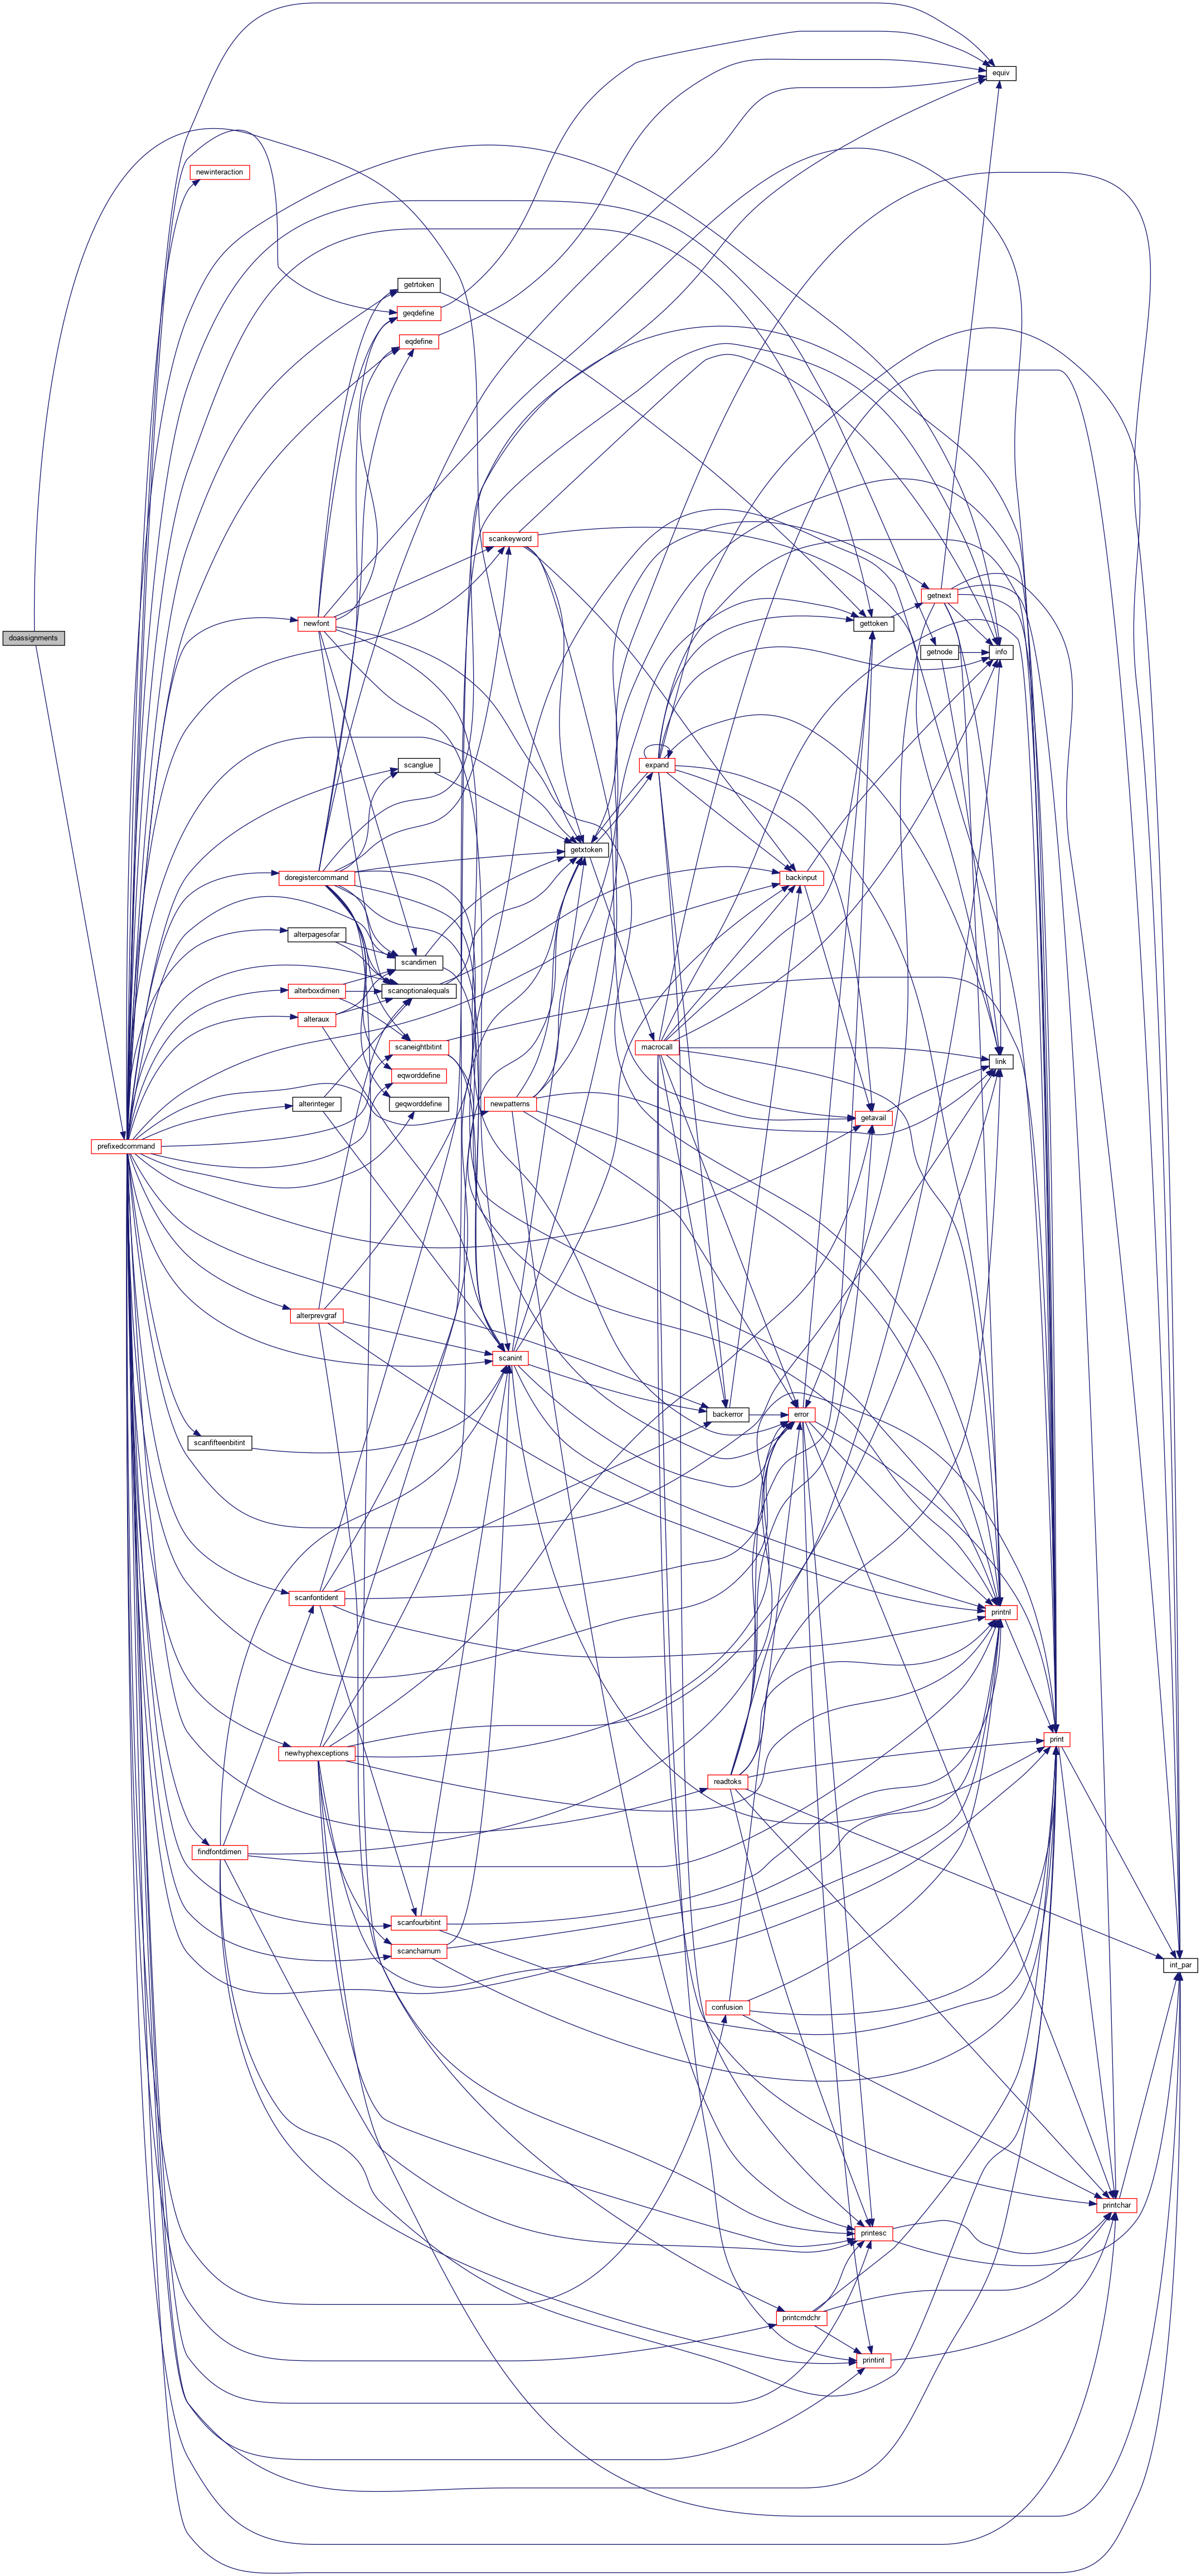 equiv
newinteraction
getrtoken
geqdefine
eqdefine
scankeyword
getnext
newfont
gettoken
doassignments
getnode
info
scanglue
expand
getxtoken
doregistercommand
backinput
alterpagesofar
scandimen
alterboxdimen
scanoptionalequals
alteraux
scaneightbitint
macrocall
link
eqworddefine
alterinteger
geqworddefine
newpatterns
getavail
prefixedcommand
alterprevgraf
scanint
backerror
error
scanfifteenbitint
scanfontident
printnl
print
newhyphexceptions
readtoks
findfontdimen
scanfourbitint
scancharnum
int_par
confusion
printchar
printesc
printcmdchr
printint